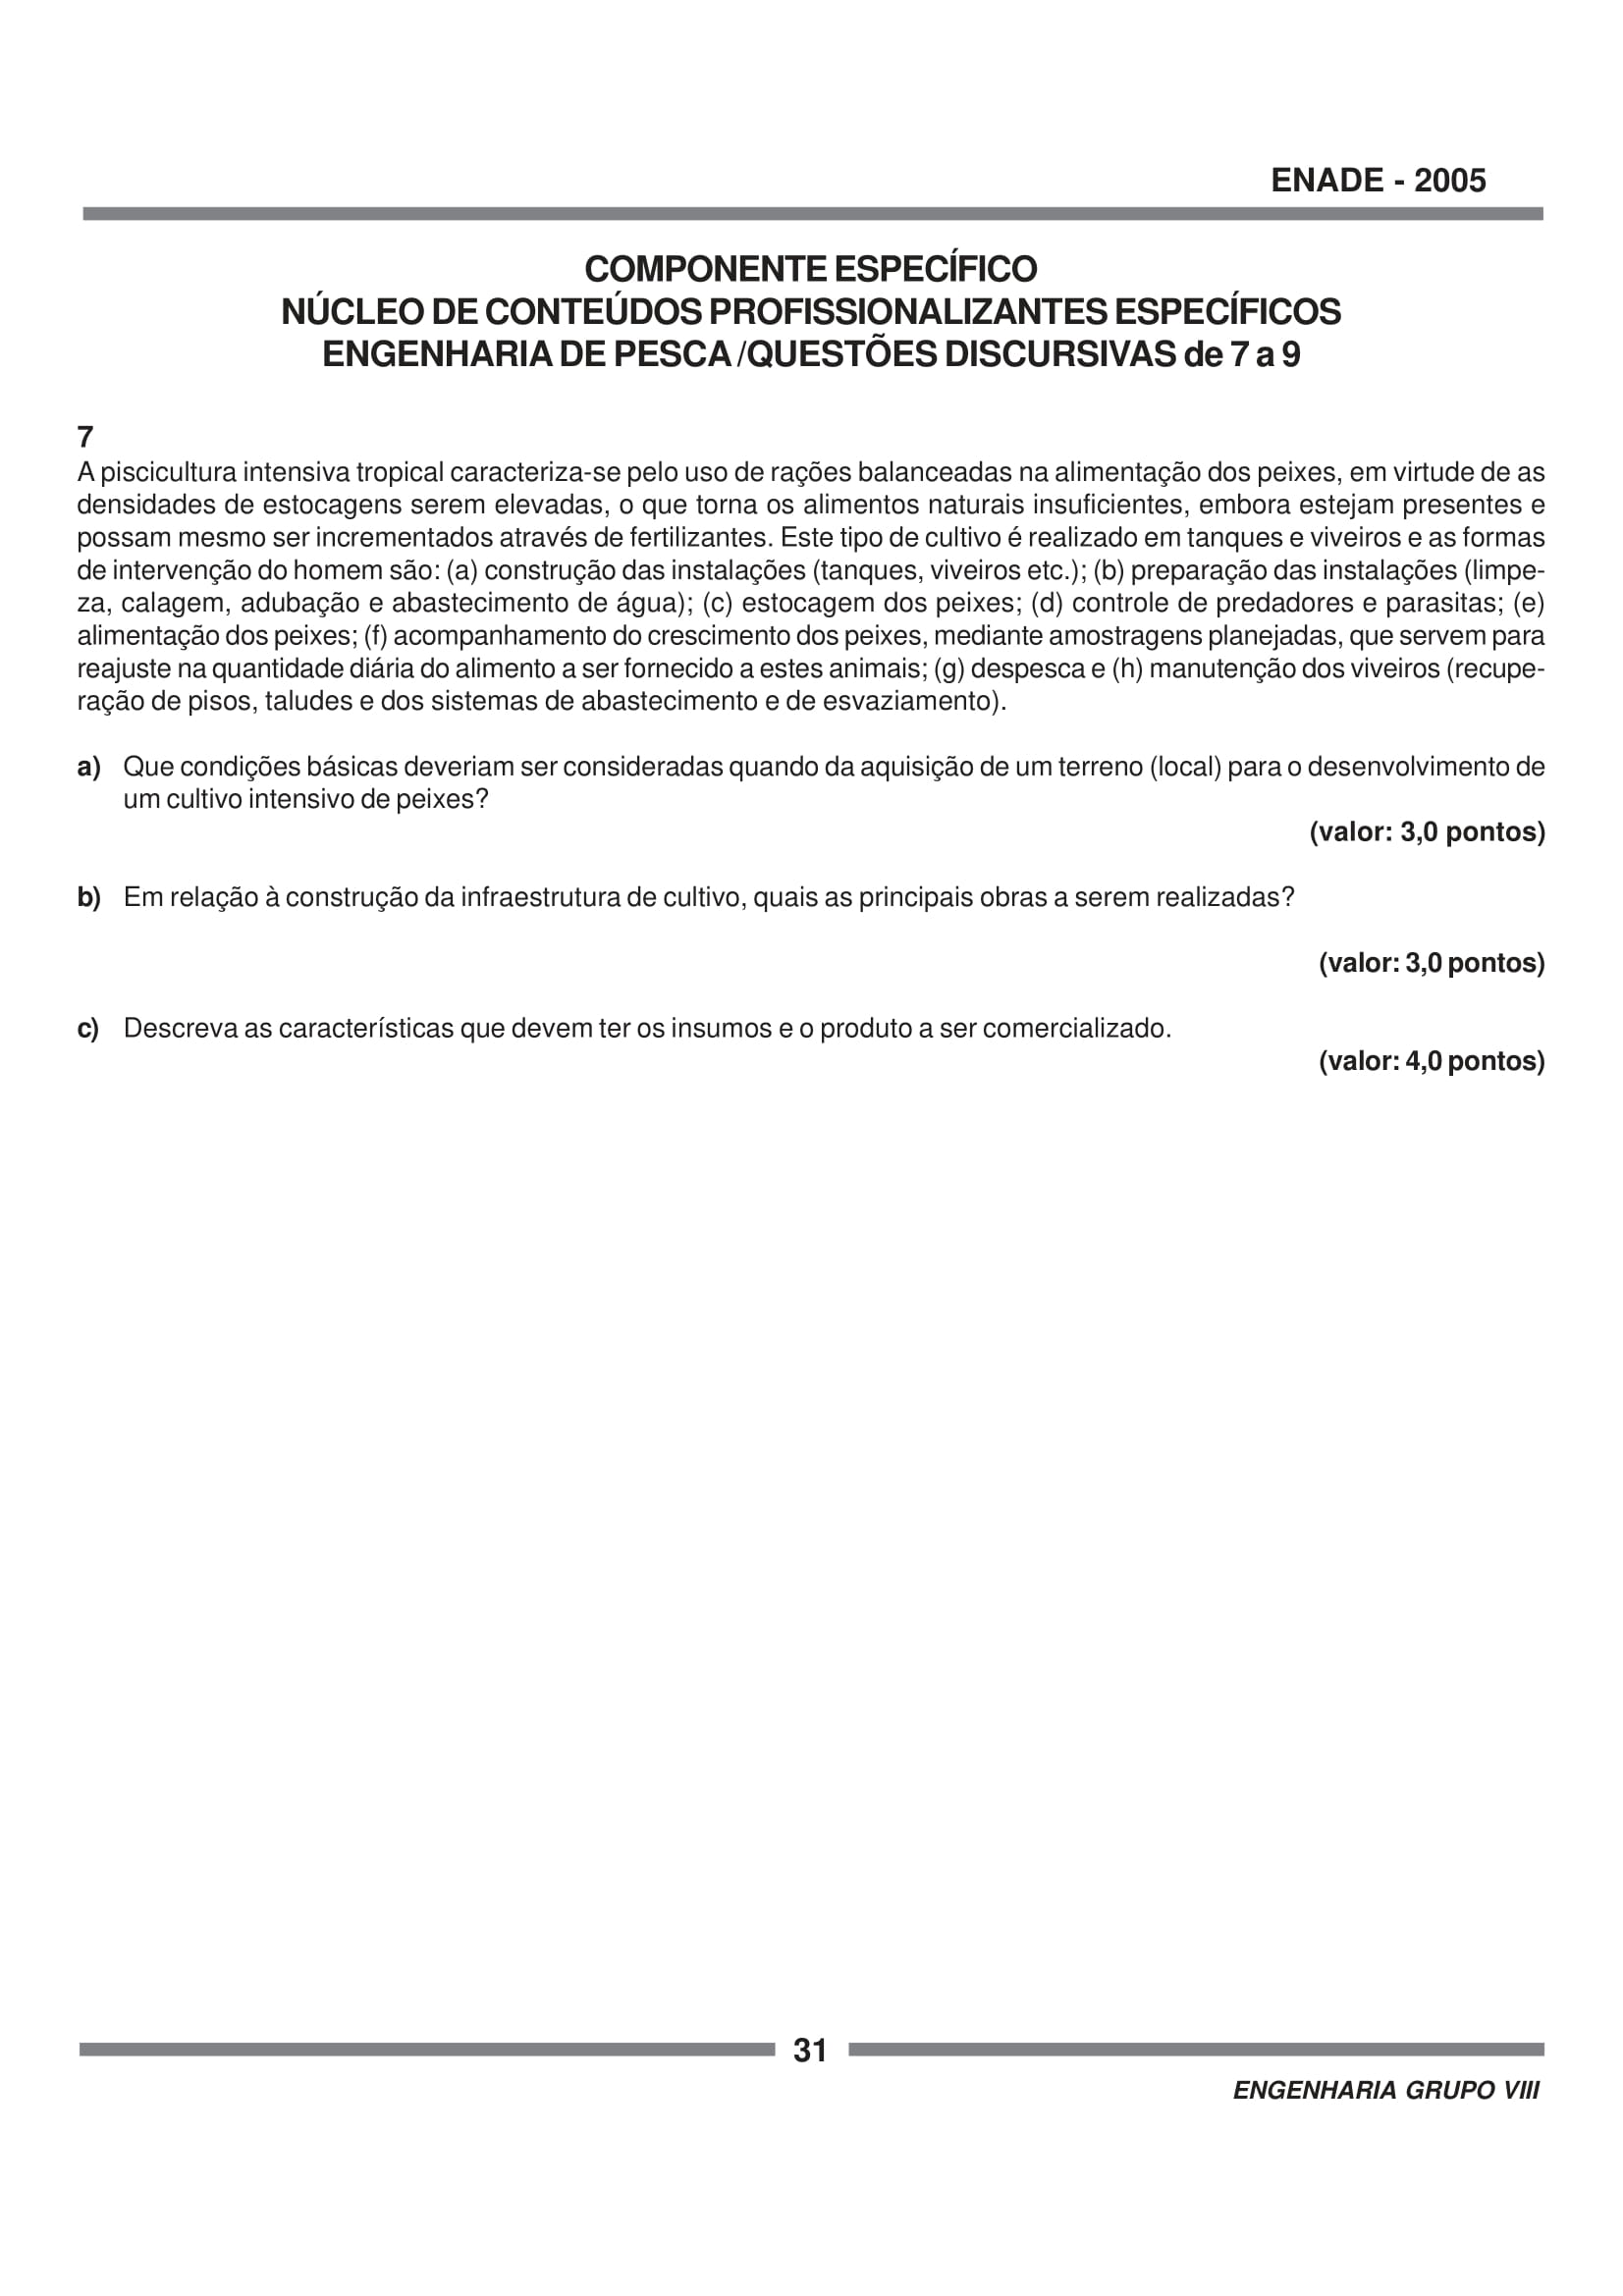 ENADE - 2005
COMPONENTE ESPECÍFICO
NÚCLEO DE CONTEÚDOS PROFISSIONALIZANTES ESPECÍFICOS
ENGENHARIA DE PESCA /QUESTÕES DISCURSIVAS de 7 a 9
7
A piscicultura intensiva tropical caracteriza-se pelo uso de rações balanceadas na alimentação dos peixes, em virtude de as
densidades de estocagens serem elevadas, o que torna os alimentos naturais insuficientes, embora estejam presentes e
possam mesmo ser incrementados através de fertilizantes. Este tipo de cultivo é realizado em tanques e viveiros e as formas
de intervenção do homem são: (a) construção das instalações (tanques, viveiros etc.); (b) preparação das instalações (limpe-
za, calagem, adubação e abastecimento de água); (c) estocagem dos peixes; (d) controle de predadores e parasitas; (e)
alimentação dos peixes; (f) acompanhamento do crescimento dos peixes, mediante amostragens planejadas, que servem para
reajuste na quantidade diária do alimento a ser fornecido a estes animais; (g) despesca e (h) manutenção dos viveiros (recupe-
ração de pisos, taludes e dos sistemas de abastecimento e de esvaziamento).
a) Que condições básicas deveriam ser consideradas quando da aquisição de um terreno (local) para o desenvolvimento de
um cultivo intensivo de peixes?
(valor: 3,0 pontos)
b) Em relação à construção da infraestrutura de cultivo, quais as principais obras a serem realizadas?
(valor: 3,0 pontos)
c) Descreva as características que devem ter os insumos e o produto a ser comercializado.
(valor: 4,0 pontos)
31
ENGENHARIA GRUPO VIII